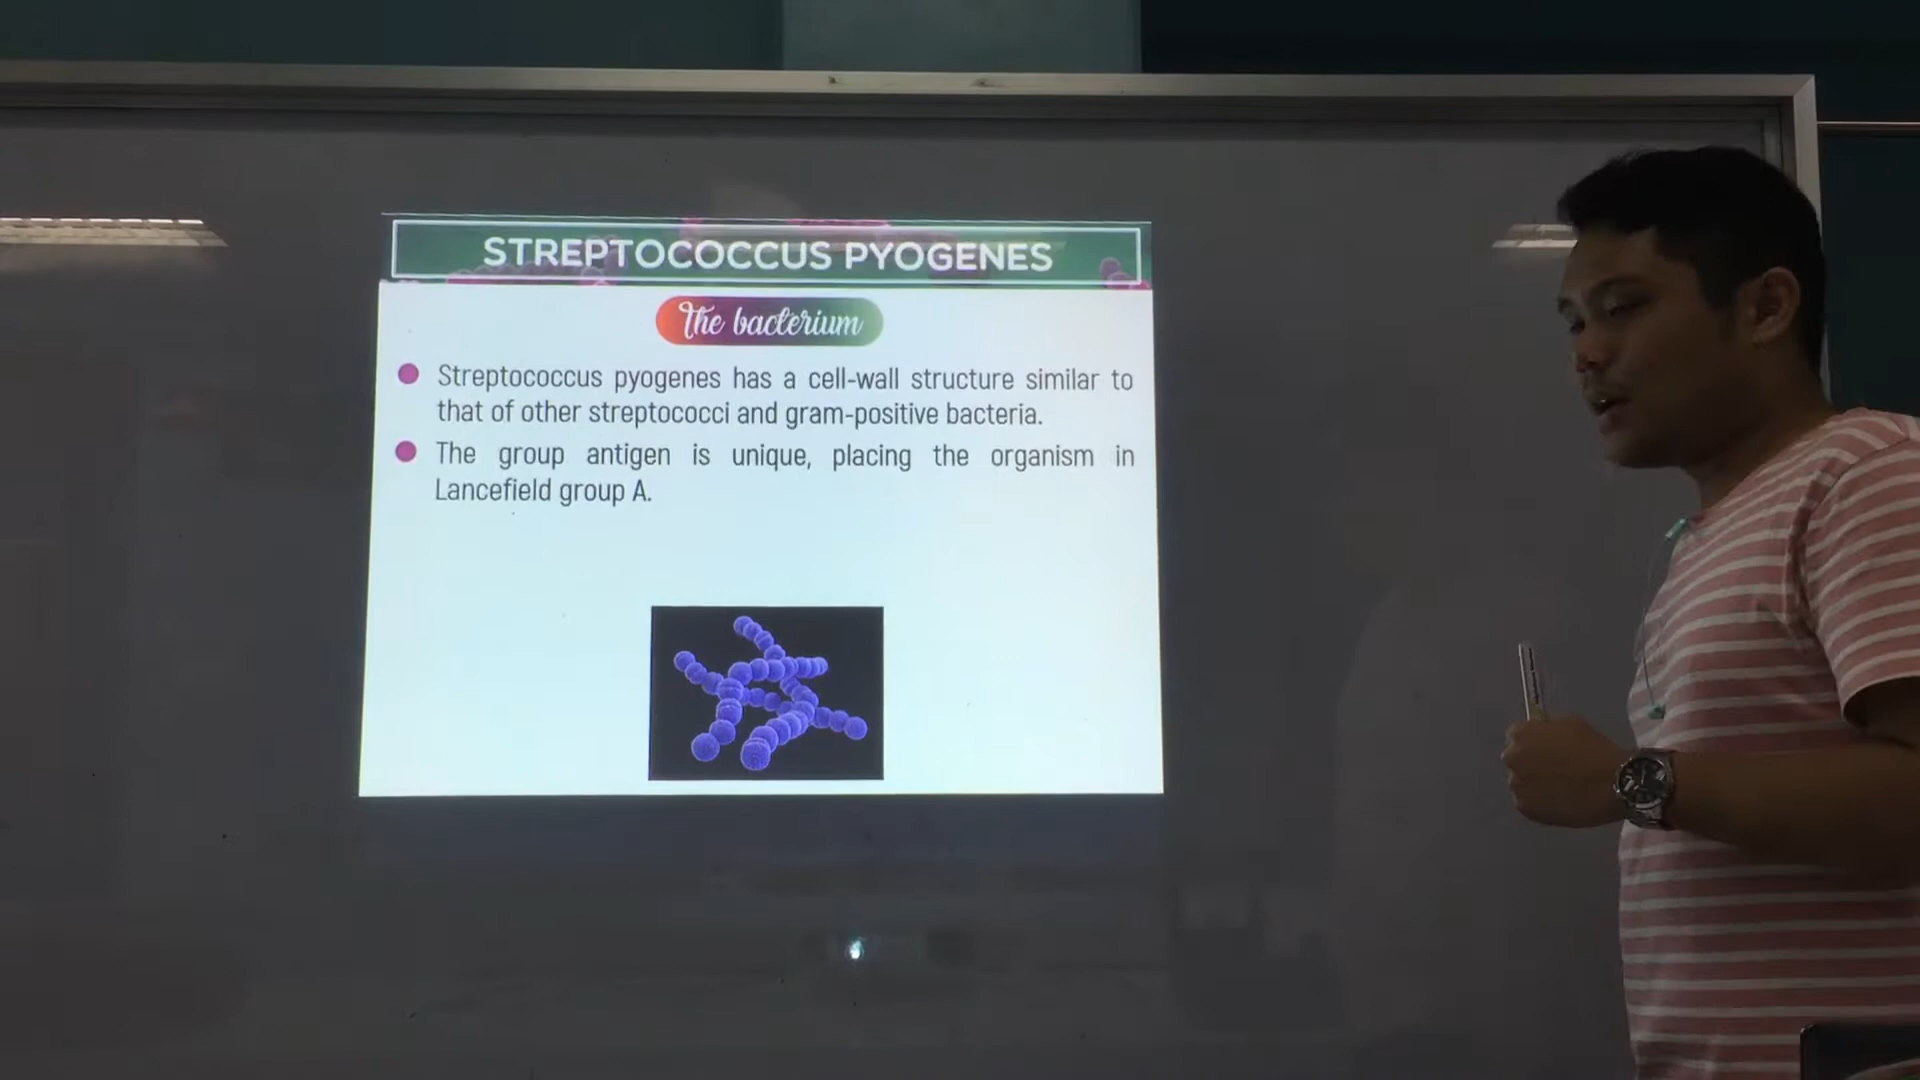 STREPTOCOCCUS PYOGENES
The bacterium
Streptococcus pyogenes has a cell-wall structure similar to
that of other streptococci and gram-positive bacteria.
The group antigen is unique, placing the organism in
Lancefield group A.